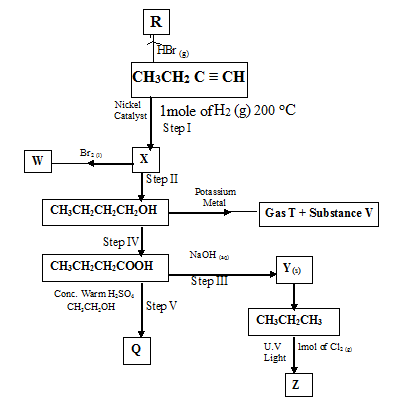 R
HBr (g)
CH3CH2 C ≡ CH
Nickel
Catalyst
1mole of H2 (g) 200 °C
Step I
W
Br2 (l)
X
Step II
CH3CH2CH2CH2OH
Potassium
Metal
Gas T + Substance V
Step IV
CH3CH2CH2COOH
NaOH (aq)
Step III
Y(s)
Conc. Warm H2SO4
CH3CH2OH
Step V
CH3CH2CH3
Q
U.V
Light
1mol of Cl2 (g)
Z